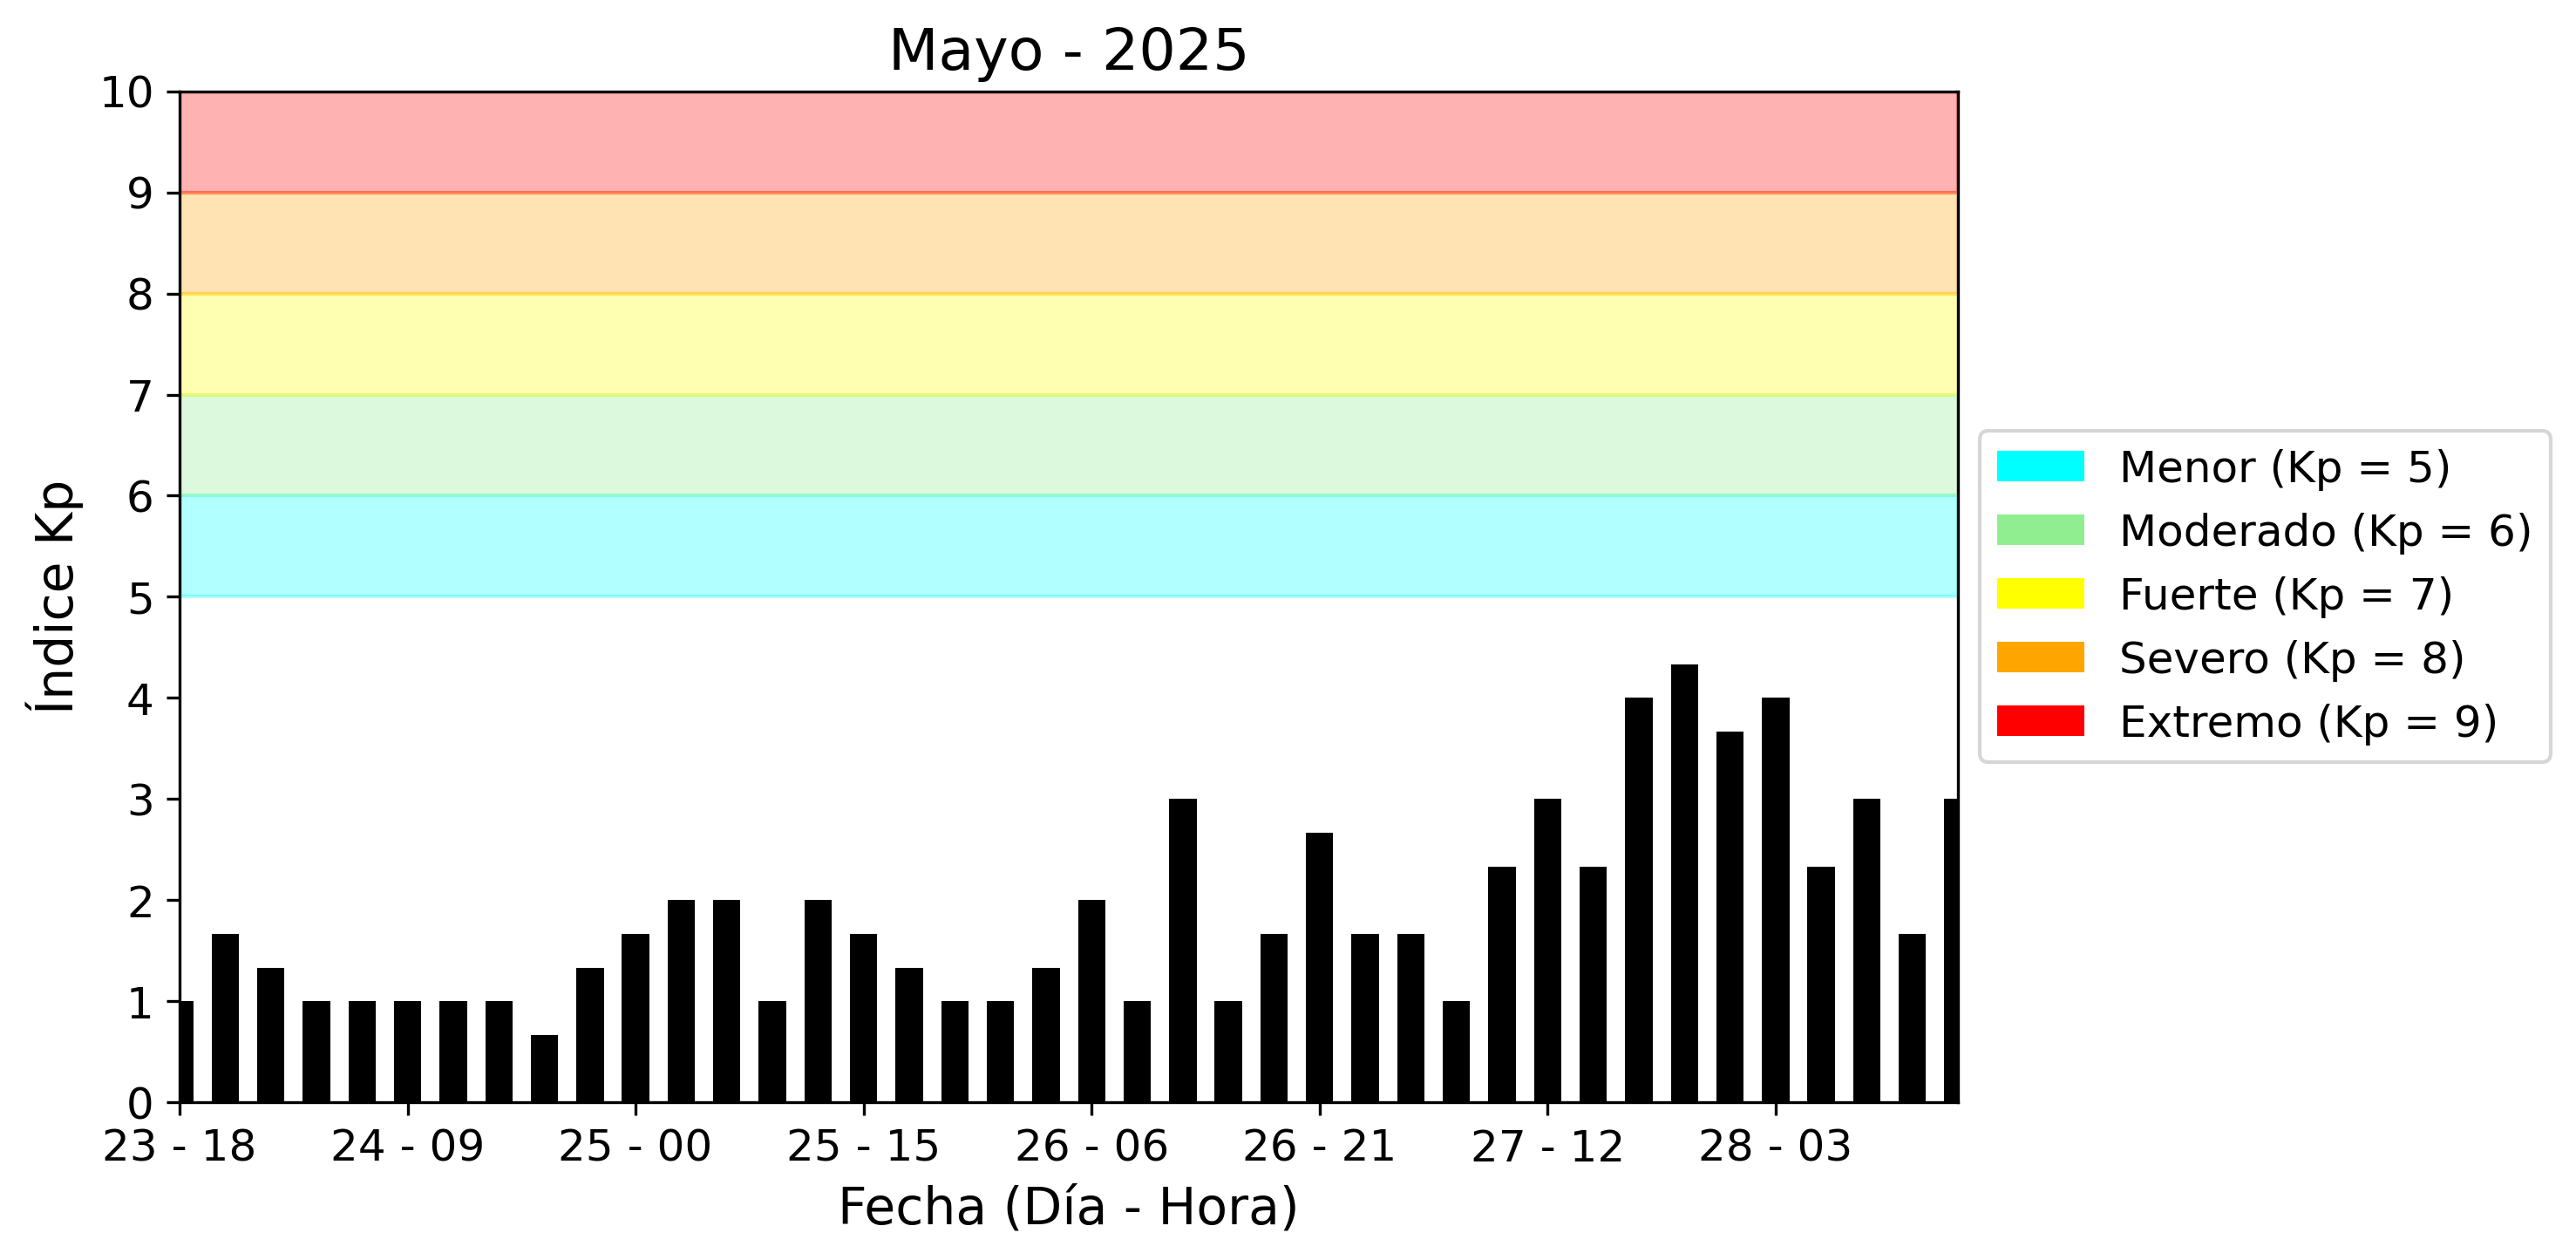 Mayo - 2025
10
9
8
7
6
5
4
3
2
1
0
Índice Kp
23 - 18
24 - 09
25 - 00
25 - 15
26 - 06
26 - 21
27 - 12
28 - 03
Fecha (Día - Hora)
Menor (Kp = 5)
Moderado (Kp = 6)
Fuerte (Kp = 7)
Severo (Kp = 8)
Extremo (Kp = 9)